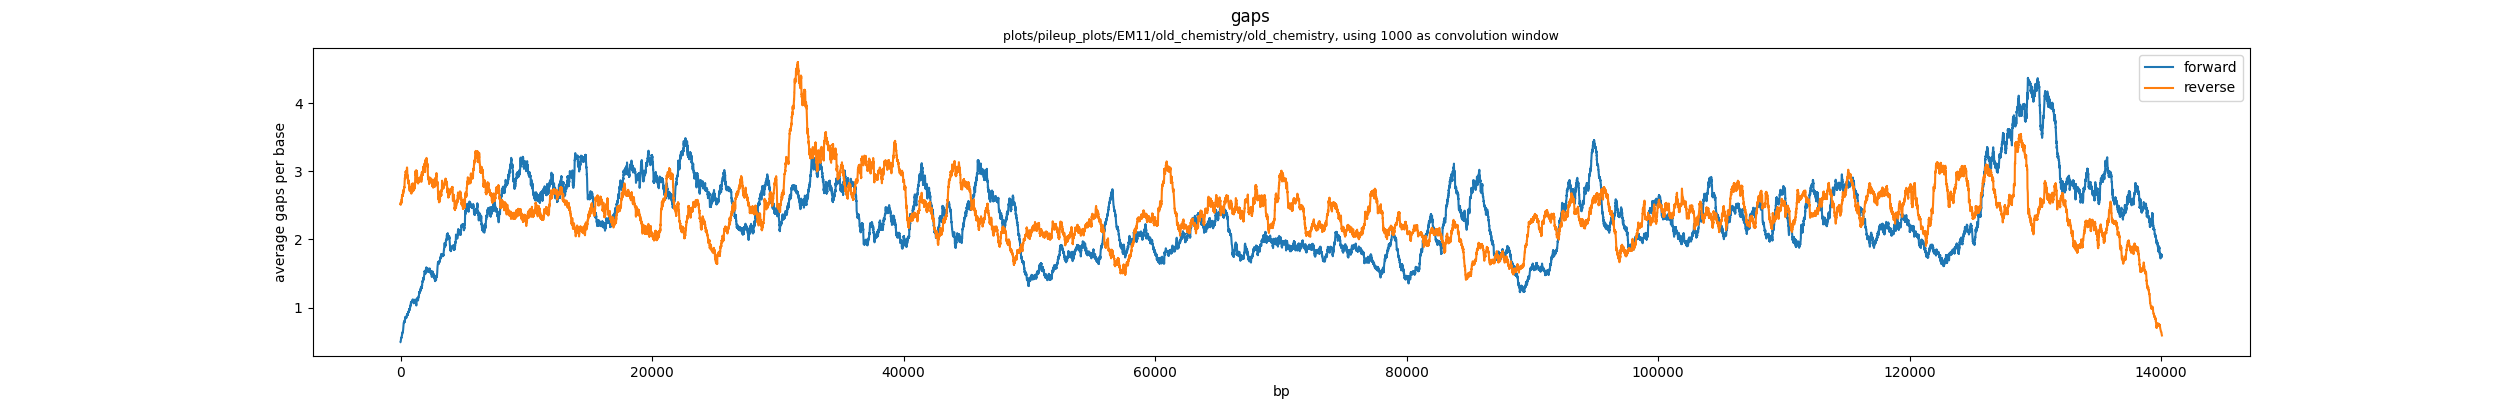 gaps
plots/pileup_plots/EM11/old_chemistry/old_chemistry, using 1000 as convolution window
forward
reverse
average gaps per base
4
3
2
1
0
20000
40000
60000
80000
100000
120000
140000
bp